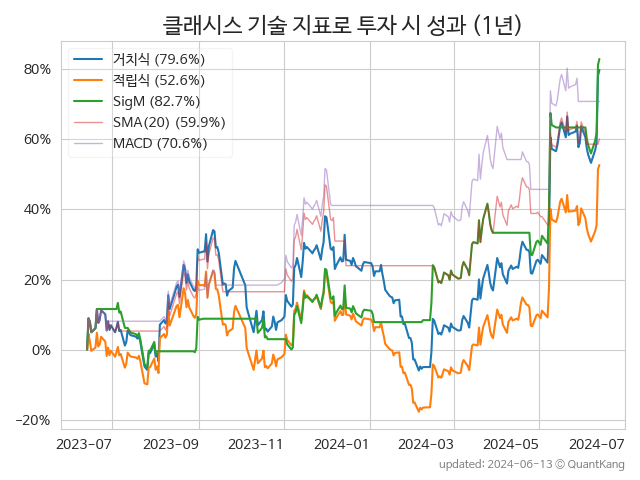 클래시스 기술 지표로 투자 시 성과 (1년)
거치식 (79.6%)
적립식 (52.6%)
SigM (82.7%)
SMA(20) (59.9%)
MACD (70.6%)
80%
60%
40%
20%
0%
−20%
2023-07
2023-09
2023-11
2024-01
2024-03
2024-05
2024-07
updated: 2024-06-13 ⓒ QuantKang